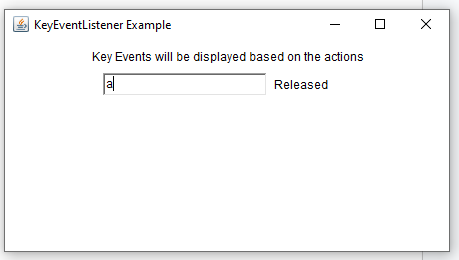 KeyEventListener Example
Key Events will be displayed based on the actions
a Released